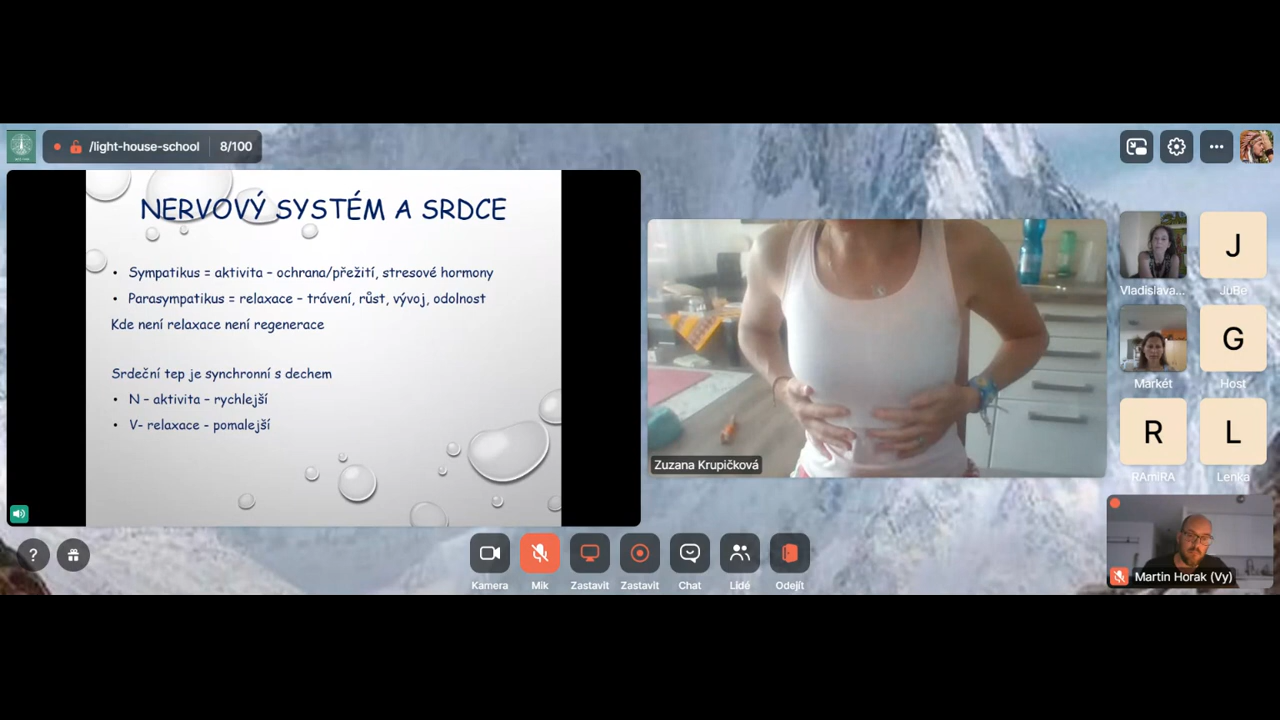 /light-house-school 8/100
NERVOVÝ SYSTÉM A SRDCE
• Sympatikus = aktivita – ochrana/přežití, stresové hormony
• Parasympatikus = relaxace – trávení, růst, vývoj, odolnost
Kde není relaxace není regenerace
Srdeční tep je synchronní s dechem
• N – aktivita – rychlejší
• V- relaxace - pomalejší
Zuzana Krupičková
Vladislava...
J
JuBe
Markét
G
Host
R
RAmiRA
L
Lenka
Martin Horak (Vy)
?
Kamera
Mik
Zastavit
Zastavit
Chat
Lidé
Odejít